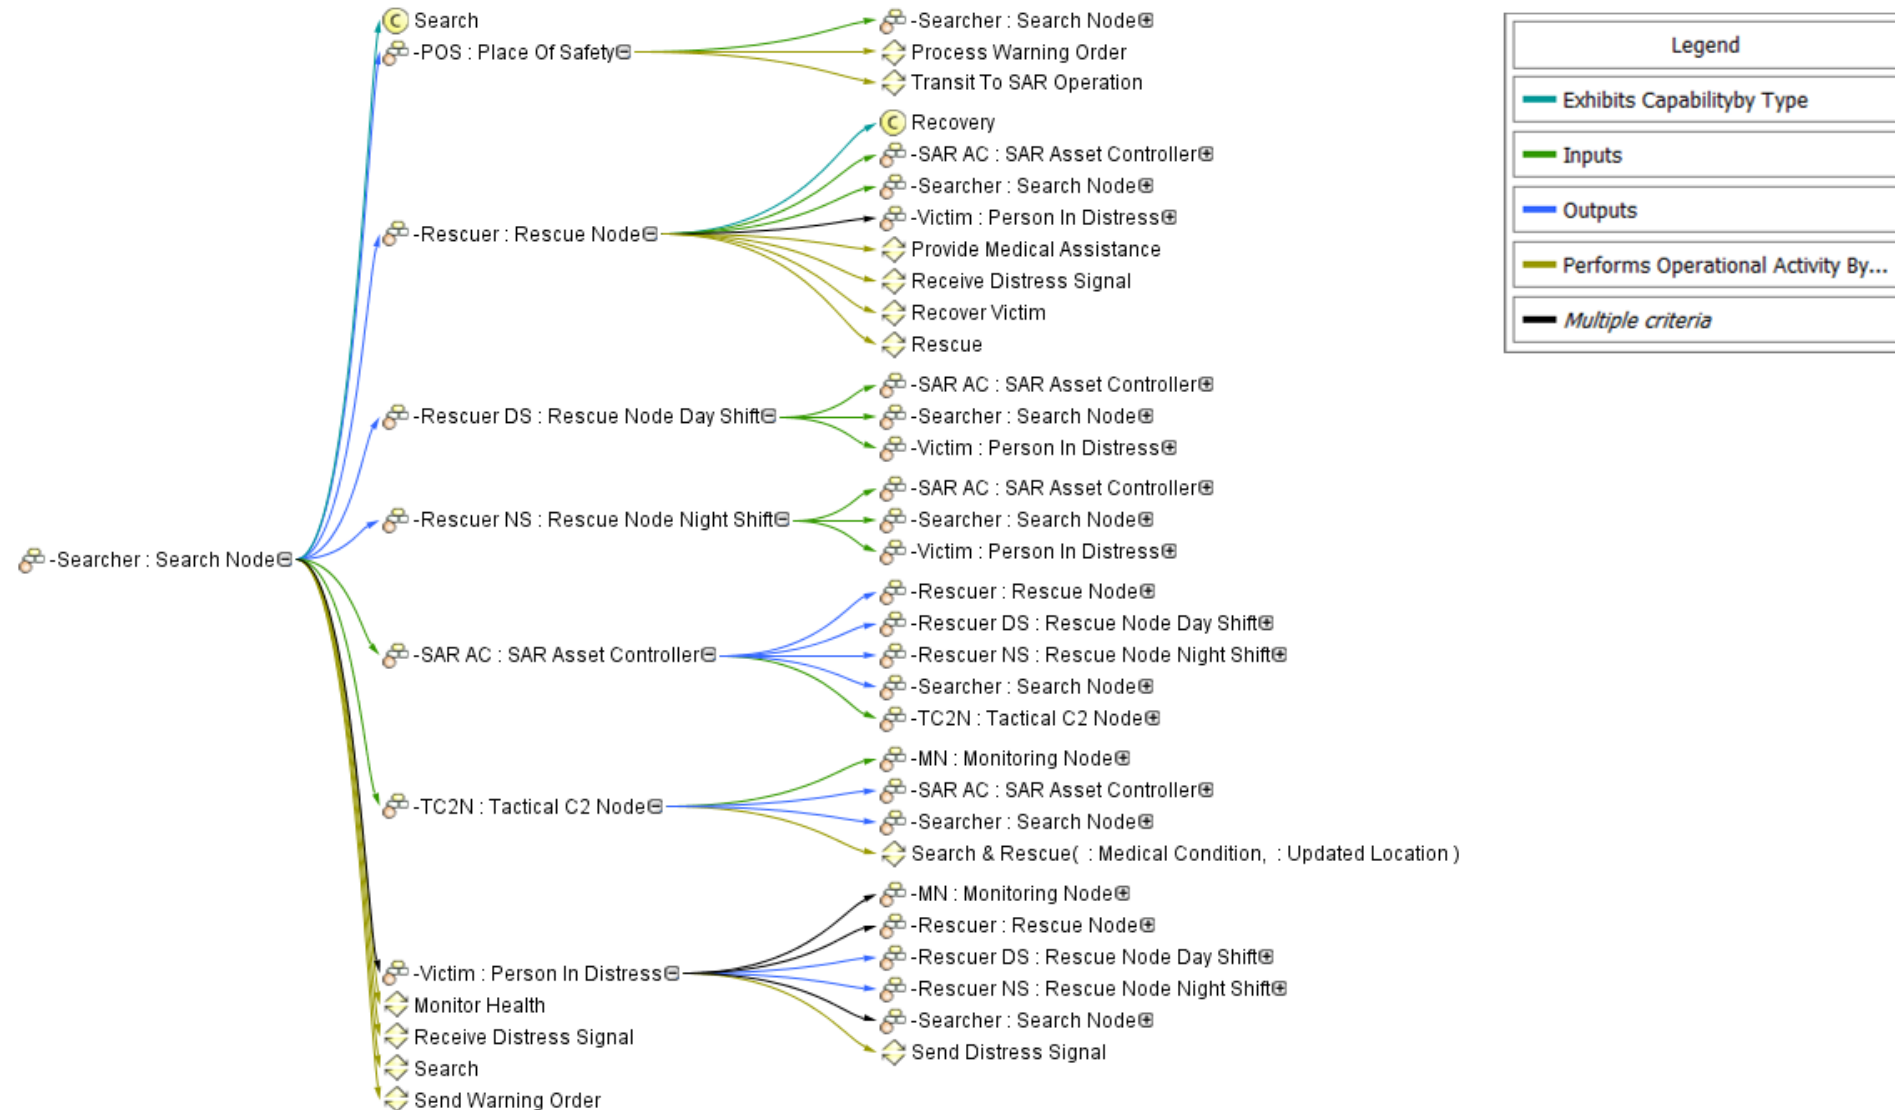 Search
-POS : Place Of Safety
-Searcher : Search Node
Process Warning Order
Transit To SAR Operation
Recovery
-SAR AC : SAR Asset Controller
-Searcher : Search Node
-Victim : Person In Distress
-Rescuer : Rescue Node
Provide Medical Assistance
Receive Distress Signal
Recover Victim
Rescue
-SAR AC : SAR Asset Controller
-Rescuer DS : Rescue Node Day Shift
-Searcher : Search Node
-Victim : Person In Distress
-SAR AC : SAR Asset Controller
-Rescuer NS : Rescue Node Night Shift
-Searcher : Search Node
-Victim : Person In Distress
-Searcher : Search Node
-Rescuer : Rescue Node
-Rescuer DS : Rescue Node Day Shift
-SAR AC : SAR Asset Controller
-Rescuer NS : Rescue Node Night Shift
-Searcher : Search Node
-TC2N : Tactical C2 Node
-MN : Monitoring Node
-SAR AC : SAR Asset Controller
-TC2N : Tactical C2 Node
-Searcher : Search Node
Search & Rescue( : Medical Condition, : Updated Location )
-MN : Monitoring Node
-Rescuer : Rescue Node
-Rescuer DS : Rescue Node Day Shift
-Victim : Person In Distress
-Rescuer NS : Rescue Node Night Shift
-Searcher : Search Node
Send Distress Signal
Monitor Health
Receive Distress Signal
Search
Send Warning Order
Legend
Exhibits Capabilityby Type
Inputs
Outputs
Performs Operational Activity By...
Multiple criteria